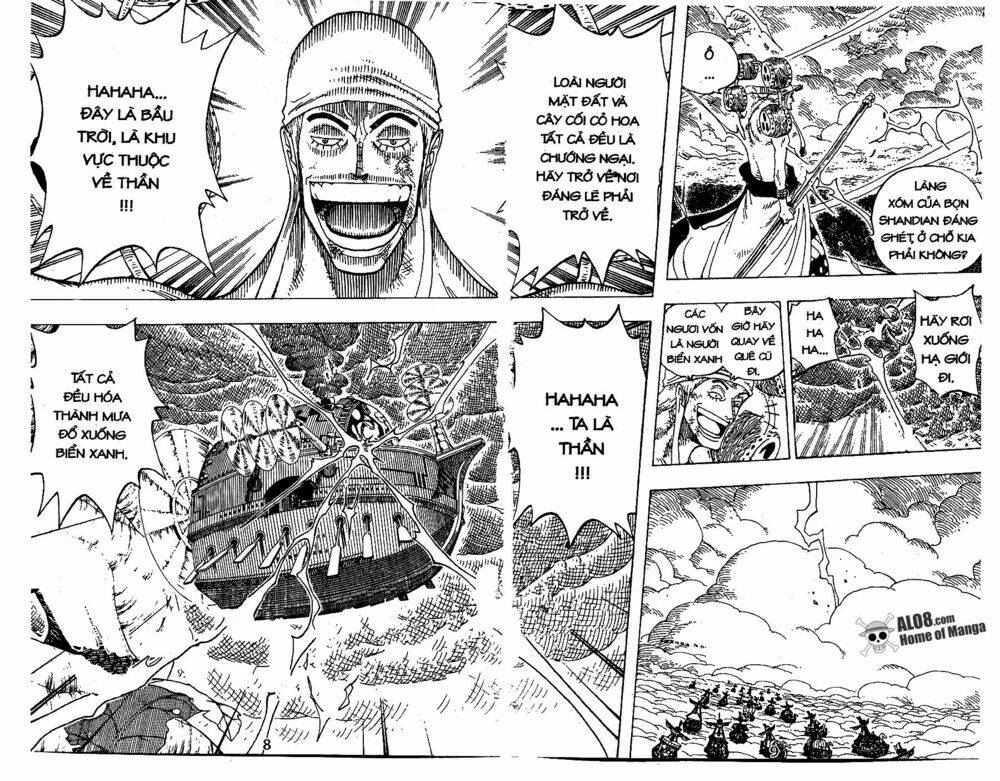 Ồ
...
LÀNG
XÓM CỦA BỌN
SHANDIAN ĐÁNG
GHÉT, Ở CHỖ KIA
PHẢI KHÔNG?
LOÀI NGƯỜI
MẶT ĐẤT VÀ
CÂY CỐI CỎ HOA
TẤT CẢ ĐỀU LÀ
CHƯỚNG NGẠI.
HÃY TRỞ VỀ NƠI
ĐÁNG LẼ PHẢI
TRỞ VỀ.
HAHAHA...
ĐÂY LÀ BẦU
TRỜI, LÀ KHU
VỰC THUỘC
VỀ THẦN
!!!
HÃY RƠI
XUỐNG
HẠ GIỚI
ĐI.
HA
HA
HA...
BÂY
GIỜ HÃY
QUAY VỀ
QUÊ CŨ
ĐI.
CÁC
NGƯƠI VỐN
LÀ NGƯỜI
BIỂN XANH
HAHAHA
... TA LÀ
THẦN
!!!
TẤT CẢ
ĐỀU HÓA
THÀNH MƯA
ĐỔ XUỐNG
BIỂN XANH.
ALO8.com
Home of Manga
8